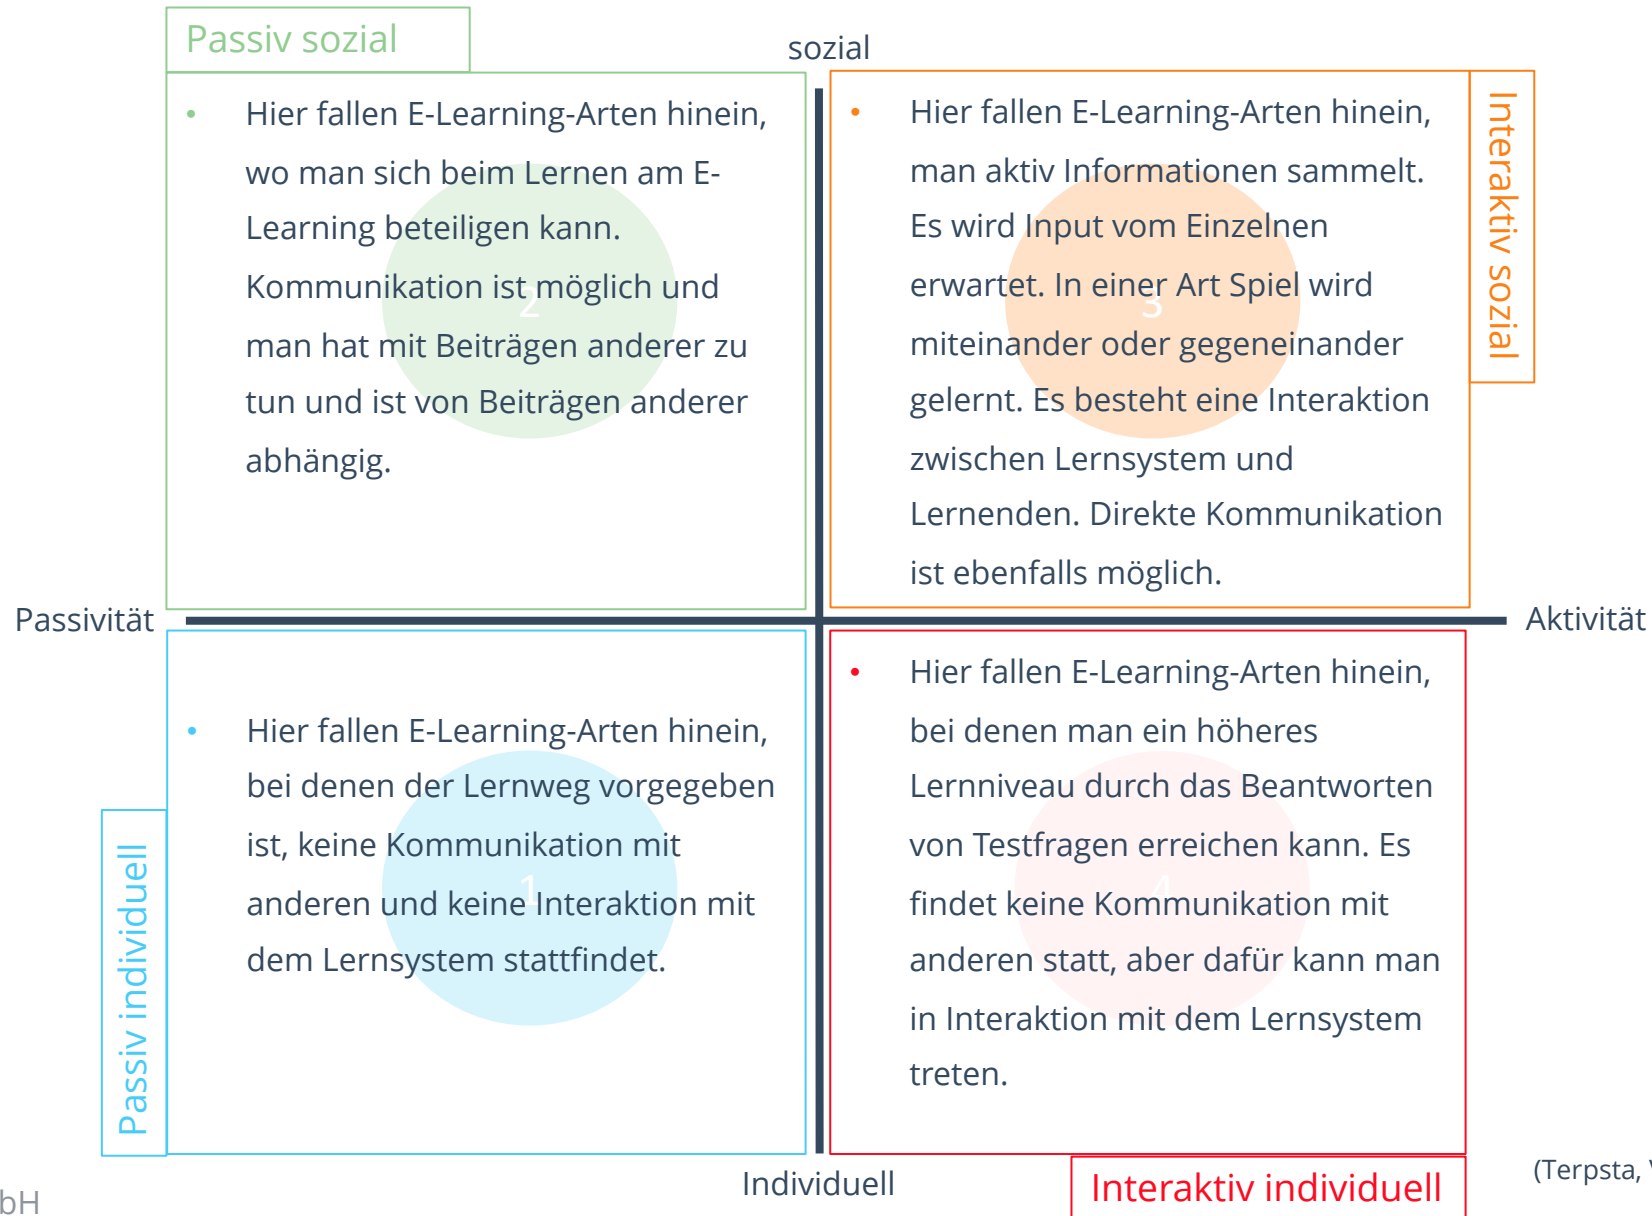 Passiv sozial
sozial
• Hier fallen E-Learning-Arten hinein,
wo man sich beim Lernen am E-
Learning beteiligen kann.
Kommunikation ist möglich und
man hat mit Beiträgen anderer zu
tun und ist von Beiträgen anderer
abhängig.
2
• Hier fallen E-Learning-Arten hinein,
man aktiv Informationen sammelt.
Es wird Input vom Einzelnen
erwartet. In einer Art Spiel wird
miteinander oder gegeneinander
gelernt. Es besteht eine Interaktion
zwischen Lernsystem und
Lernenden. Direkte Kommunikation
ist ebenfalls möglich.
3
Interaktiv sozial
Passivität
Aktivität
Passiv individuell
• Hier fallen E-Learning-Arten hinein,
bei denen der Lernweg vorgegeben
ist, keine Kommunikation mit
anderen und keine Interaktion mit
dem Lernsystem stattfindet.
1
• Hier fallen E-Learning-Arten hinein,
bei denen man ein höheres
Lernniveau durch das Beantworten
von Testfragen erreichen kann. Es
findet keine Kommunikation mit
anderen statt, aber dafür kann man
in Interaktion mit dem Lernsystem
treten.
4
Individuell
Interaktiv individuell
(Terpsta,
bH